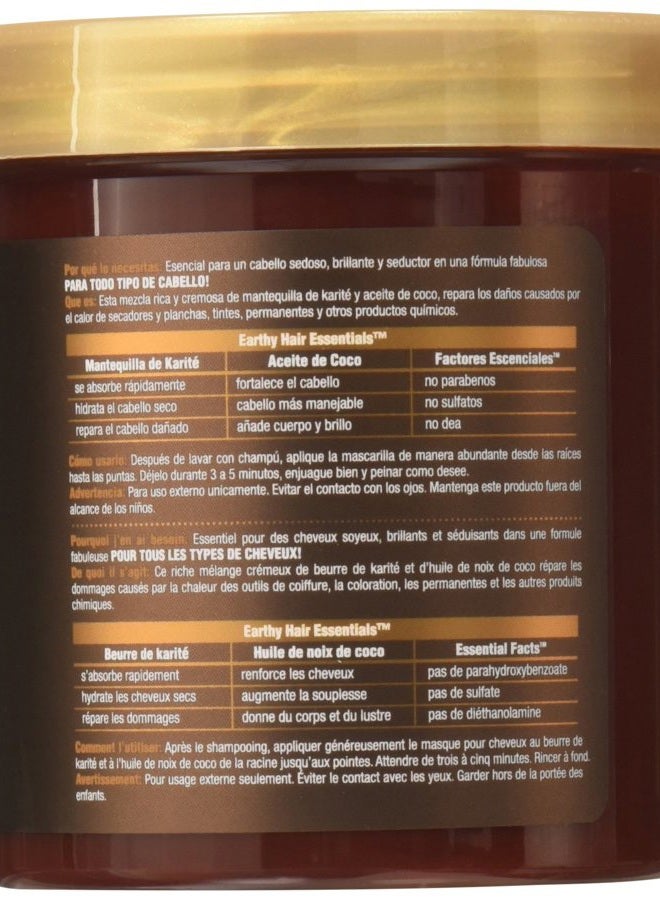 Por qué lo necesitas: Esencial para un cabello sedoso, brillante y seductor en una fórmula fabulosa
PARA TODO TIPO DE CABELLO!
Que es: Esta mezcla rica y cremosa de mantequilla de karité y aceite de coco, repara los daños causados por
el calor de secadores y planchas, tintes, permanentes y otros productos químicos.
Earthy Hair Essentials™
Mantequilla de Karité Aceite de Coco Factores Escenciales™
se absorbe rápidamente fortalece el cabello no parabenos
hidrata el cabello seco cabello más manejable no sulfatos
repara el cabello dañado añade cuerpo y brillo no dea
Cómo usarlo: Después de lavar con champú, aplique la mascarilla de manera abundante desde las raíces
hasta las puntas. Déjelo durante 3 a 5 minutos, enjuague bien y peinar como desee.
Advertencia: Para uso externo unicamente. Evitar el contacto con los ojos. Mantenga este producto fuera del
alcance de los niños.
Pourquoi j'en ai besoin: Essentiel pour des cheveux soyeux, brillants et séduisants dans une formule
fabuleuse POUR TOUS LES TYPES DE CHEVEUX!
De quoi il s'agit: Ce riche mélange crémeux de beurre de karité et d'huile de noix de coco répare les
dommages causés par la chaleur des outils de coiffure, la coloration, les permanentes et les autres produits
chimiques.
Earthy Hair Essentials™
Beurre de karité Huile de noix de coco Essential Facts™
s'absorbe rapidement renforce les cheveux pas de parahydroxybenzoate
hydrate les cheveux secs augmente la souplesse pas de sulfate
répare les dommages donne du corps et du lustre pas de diéthanolamine
Comment l'utiliser: Après le shampooing, appliquer généreusement le masque pour cheveux au beurre de
karité et à l'huile de noix de coco de la racine jusqu'aux pointes. Attendre de trois à cinq minutes. Rincer à fond.
Avertissement: Pour usage externe seulement. Éviter le contact avec les yeux. Garder hors de la portée des
enfants.